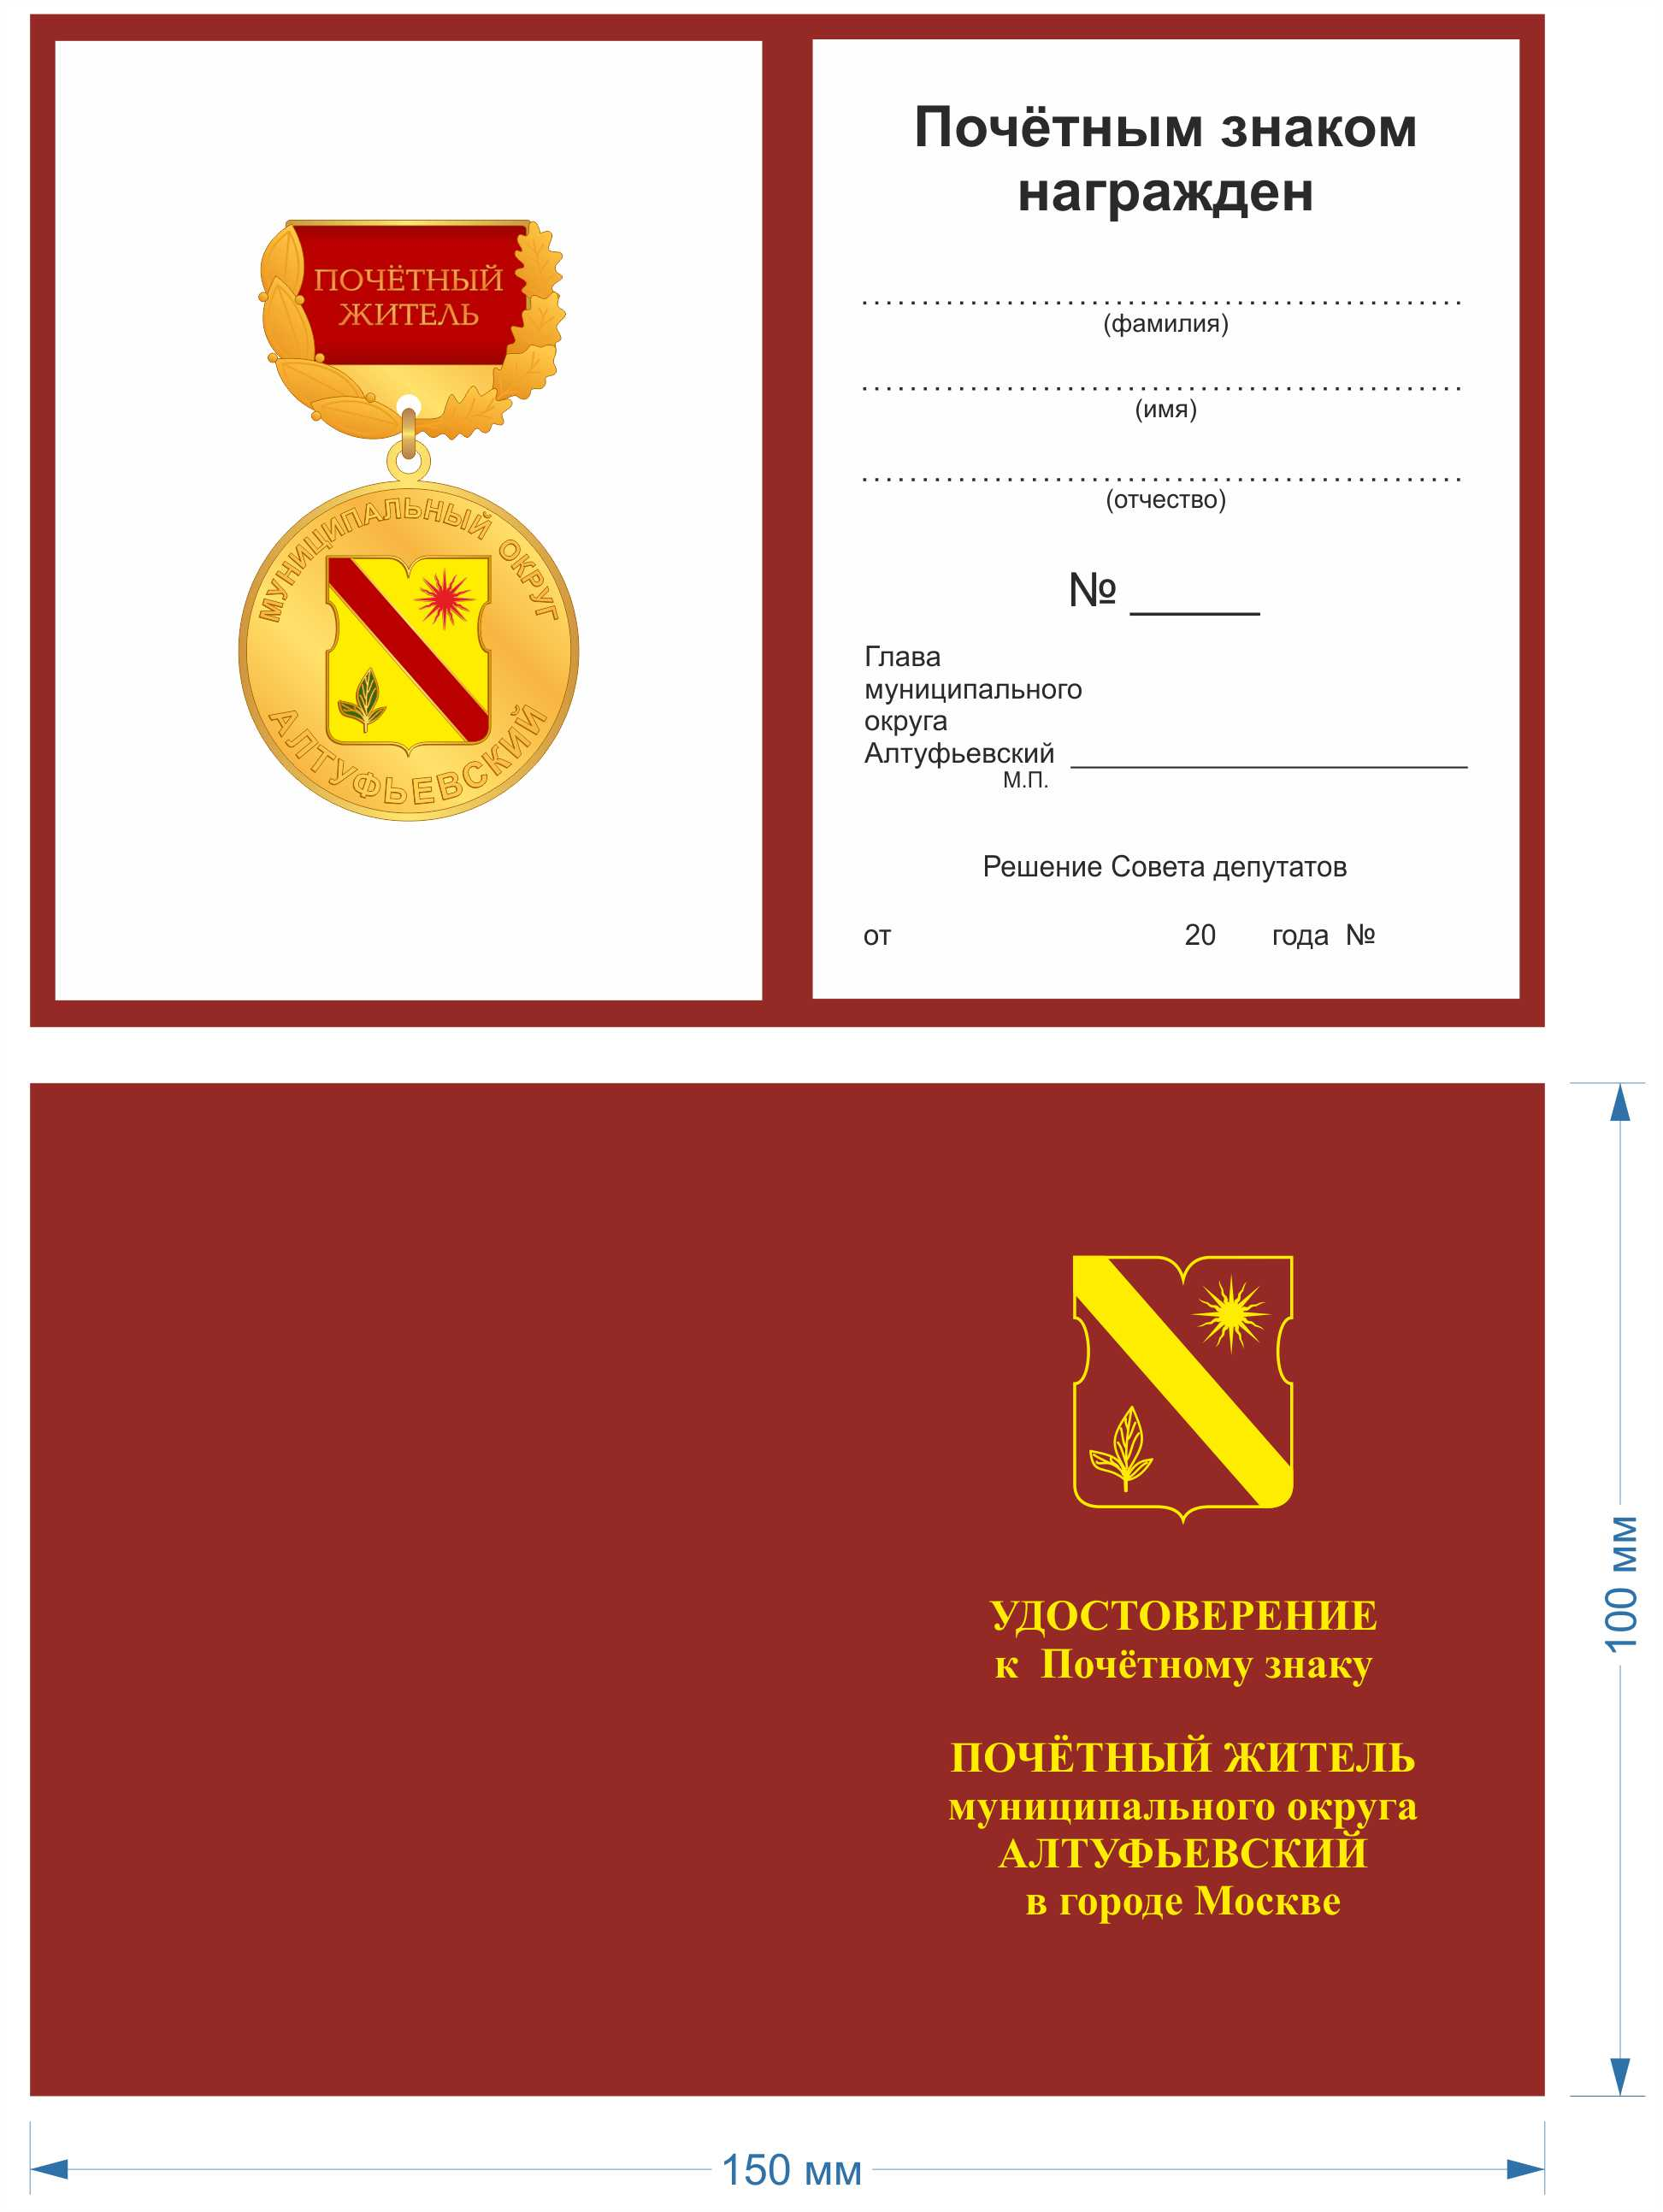 ПОЧЁТНЫЙ
ЖИТЕЛЬ
МУНИЦИПАЛЬНЫЙ ОКРУГ
АЛТУФЬЕВСКИЙ
Почётным знаком
награжден
(фамилия)
(имя)
(отчество)
№ _____
Глава
муниципального
округа
Алтуфьевский
М.П.
Решение Совета депутатов
от 20 года №
УДОСТОВЕРЕНИЕ
к Почётному знаку
ПОЧЁТНЫЙ ЖИТЕЛЬ
муниципального округа
АЛТУФЬЕВСКИЙ
в городе Москве
100 мм
150 мм